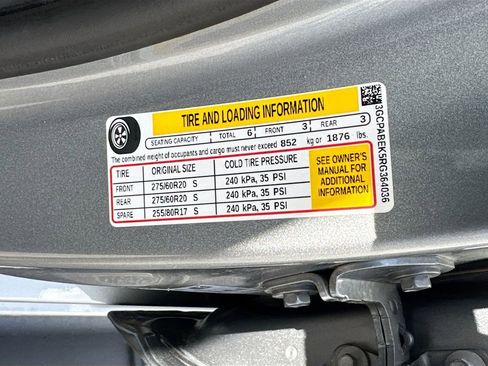 TIRE AND LOADING INFORMATION
SEATING CAPACITY TOTAL 6 FRONT 3 REAR 3
The combined weight of occupants and cargo must never exceed 852 kg or 1876 lbs.
TIRE ORIGINAL SIZE COLD TIRE PRESSURE
FRONT 275/60R20 S 240 kPa, 35 PSI
REAR 275/60R20 S 240 kPa, 35 PSI
SPARE 255/80R17 S 240 kPa, 35 PSI
SEE OWNER'S
MANUAL FOR
ADDITIONAL
INFORMATION
3GCPABEK5RG364036